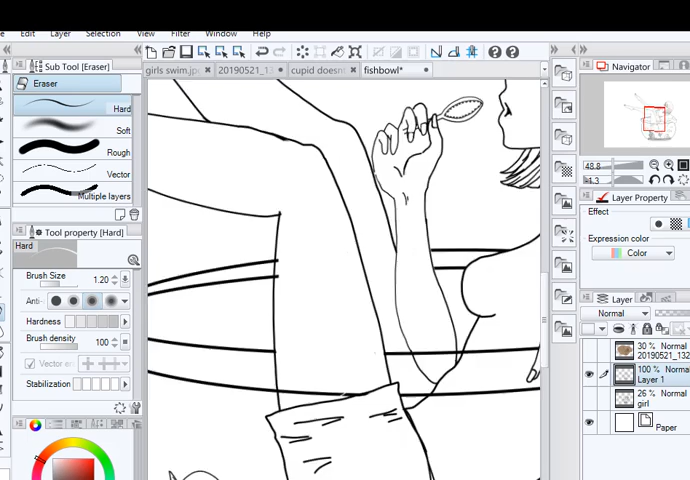 Edit Layer Selection View Filter Window Help
Sub Tool [Eraser]
Eraser
Hard
Soft
Rough
Vector
Multiple layers
Tool property [Hard]
Hard
Brush Size 1.20
Anti-
Hardness
Brush density 100
Vector e
Stabilization
girls swim.jp
20190521_13
cupid doesn
fishbowl*
Navigator
48.8
Layer Property
Effect
Expression color
Color
Layer
Normal
30 % Normal
20190521_132
100 % Normal
Layer 1
26 % Normal
girl
Paper